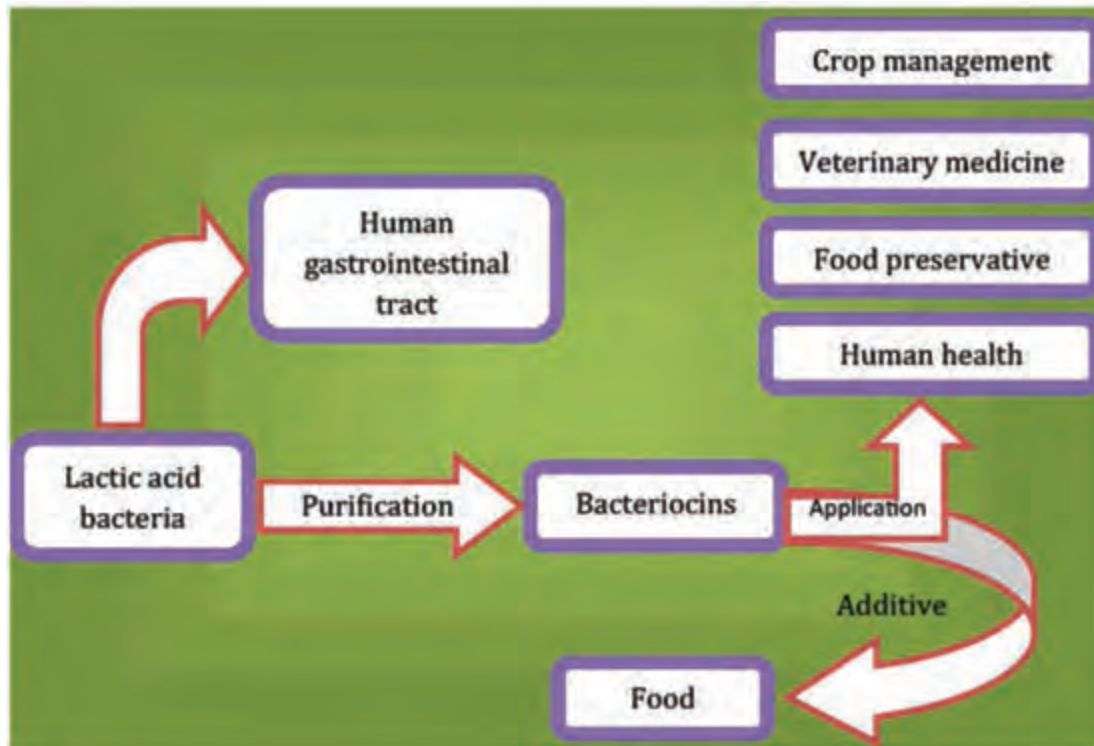 Crop management
Veterinary medicine
Food preservative
Human health
Human
gastrointestinal
tract
Lactic acid
bacteria
Purification
Bacteriocins
Application
Additive
Food